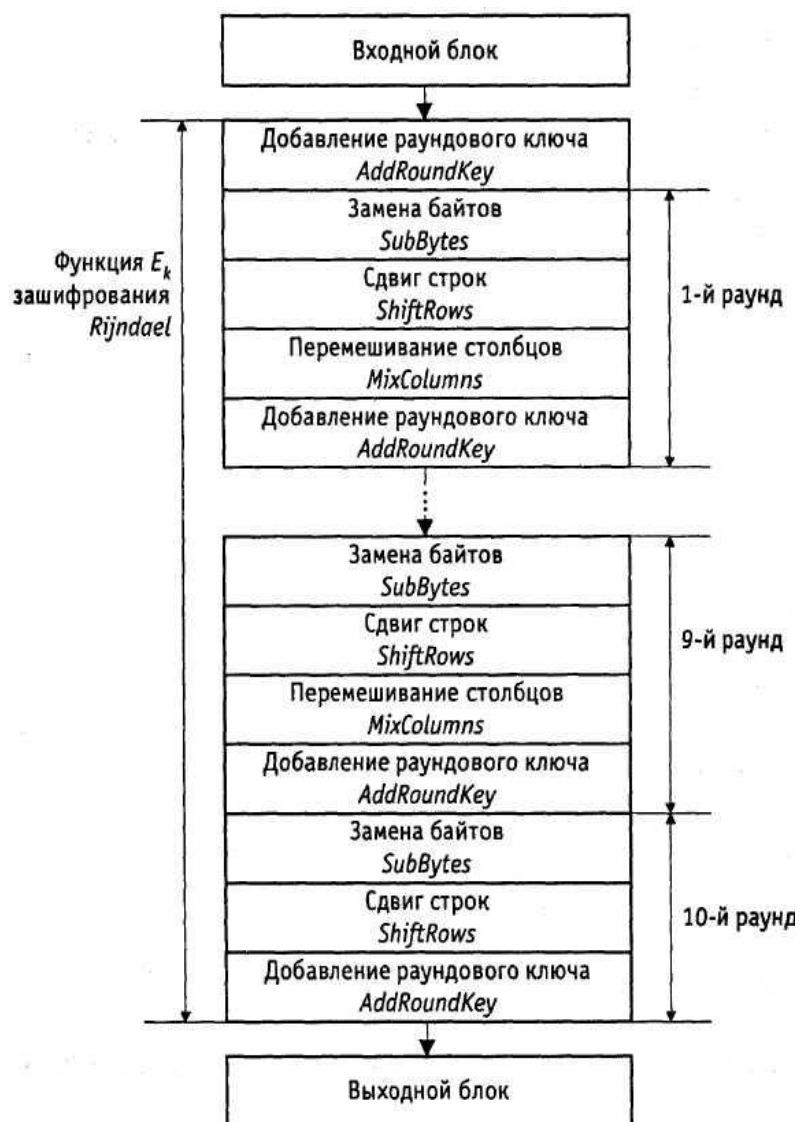 Входной блок
Добавление раундового ключа
AddRoundKey
Замена байтов
SubBytes
Функция E_k
зашифрования
Rijndael
Сдвиг строк
ShiftRows
1-й раунд
Перемешивание столбцов
MixColumns
Добавление раундового ключа
AddRoundKey
Замена байтов
SubBytes
Сдвиг строк
ShiftRows
9-й раунд
Перемешивание столбцов
MixColumns
Добавление раундового ключа
AddRoundKey
Замена байтов
SubBytes
Сдвиг строк
ShiftRows
10-й раунд
Добавление раундового ключа
AddRoundKey
Выходной блок